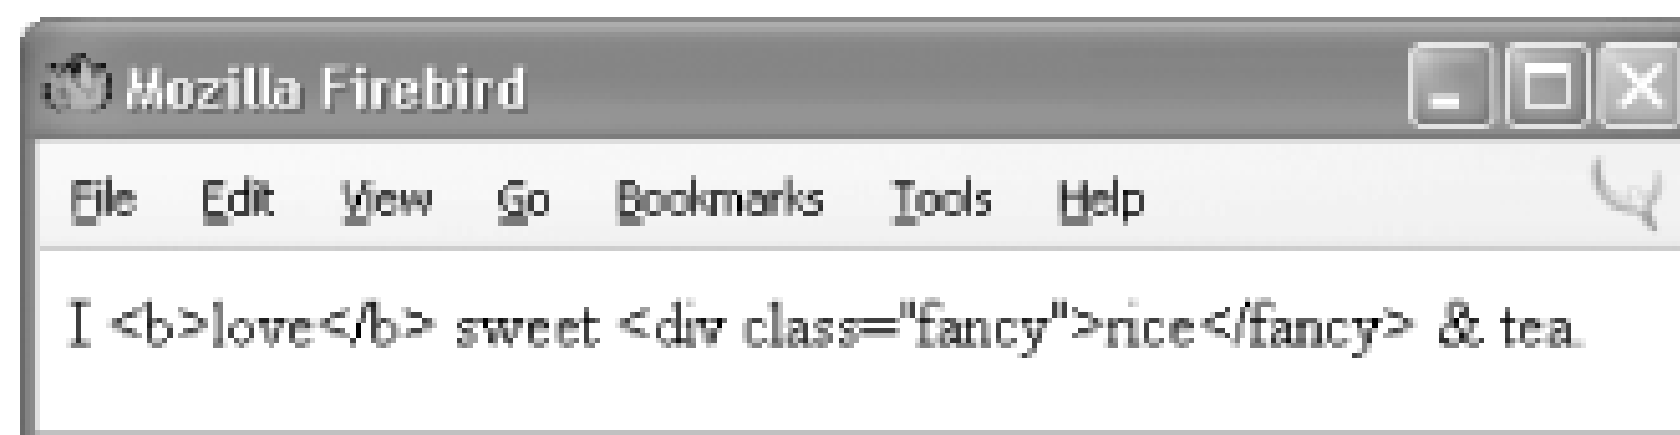 Mozilla Firebird
File Edit View Go Bookmarks Tools Help
I <b>love</b> sweet <div class="fancy">rice</fancy> & tea.